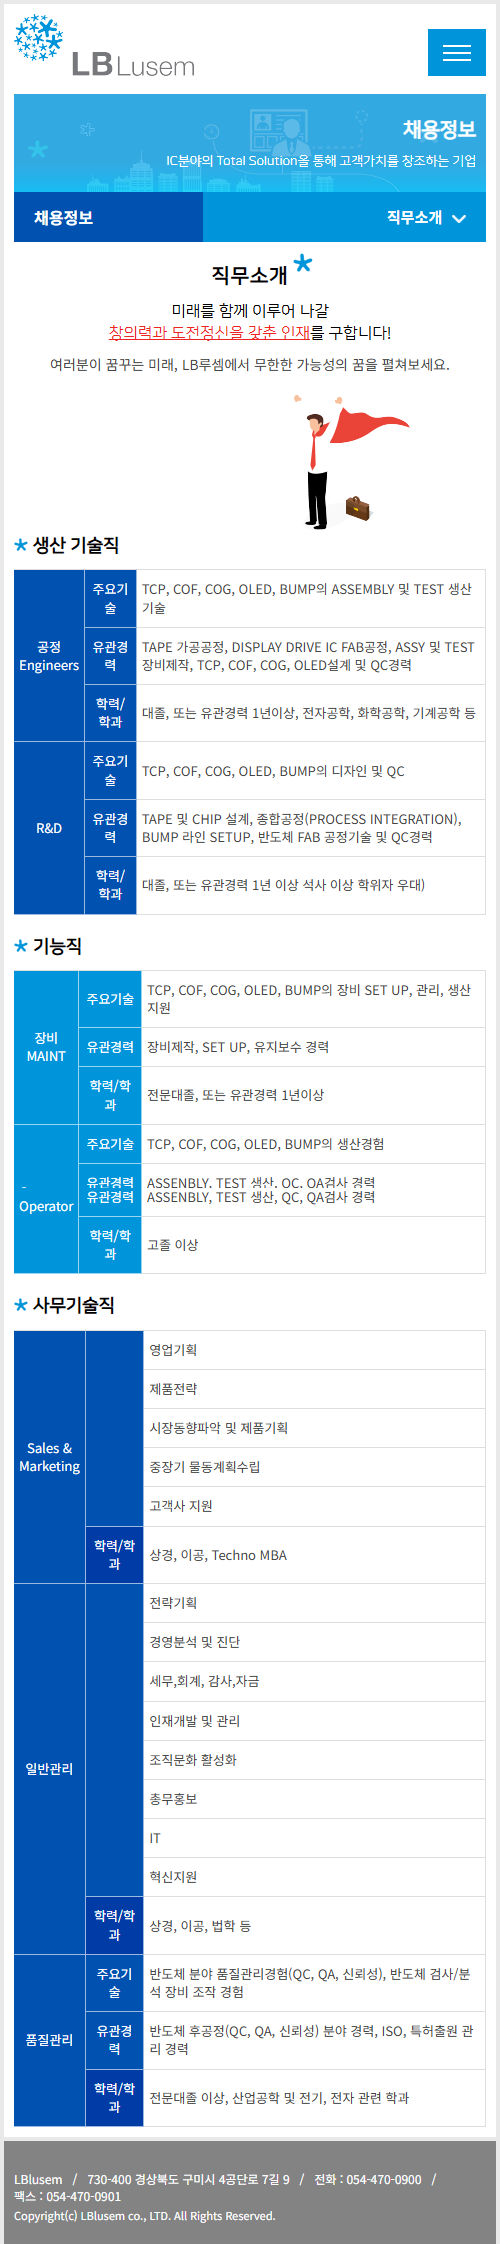 LB Lusem
채용정보
IC분야의 Total Solution을 통해 고객가치를 창조하는 기업
채용정보
직무소개
직무소개
미래를 함께 이루어 나갈
창의력과 도전정신을 갖춘 인재를 구합니다!
여러분이 꿈꾸는 미래, LB루셈에서 무한한 가능성의 꿈을 펼쳐보세요.
생산 기술직
공정
Engineers
주요기
술
TCP, COF, COG, OLED, BUMP의 ASSEMBLY 및 TEST 생산
기술
유관경
력
TAPE 가공공정, DISPLAY DRIVE IC FAB공정, ASSY 및 TEST
장비제작, TCP, COF, COG, OLED설계 및 QC경력
학력/
학과
대졸, 또는 유관경력 1년이상, 전자공학, 화학공학, 기계공학 등
R&D
주요기
술
TCP, COF, COG, OLED, BUMP의 디자인 및 QC
유관경
력
TAPE 및 CHIP 설계, 종합공정(PROCESS INTEGRATION),
BUMP 라인 SETUP, 반도체 FAB 공정기술 및 QC경력
학력/
학과
대졸, 또는 유관경력 1년 이상 석사 이상 학위자 우대)
기능직
장비
MAINT
주요기술
TCP, COF, COG, OLED, BUMP의 장비 SET UP, 관리, 생산
지원
유관경력
장비제작, SET UP, 유지보수 경력
학력/학
과
전문대졸, 또는 유관경력 1년이상
-
Operator
주요기술
TCP, COF, COG, OLED, BUMP의 생산경험
유관경력
ASSENBLY, TEST 생산, QC, QA검사 경력
유관경력
ASSENBLY, TEST 생산, QC, QA검사 경력
학력/학
과
고졸 이상
사무기술직
Sales &
Marketing
영업기획
제품전략
시장동향파악 및 제품기획
중장기 물동계획수립
고객사 지원
학력/학
과
상경, 이공, Techno MBA
일반관리
전략기획
경영분석 및 진단
세무,회계, 감사,자금
인재개발 및 관리
조직문화 활성화
총무홍보
IT
혁신지원
학력/학
과
상경, 이공, 법학 등
품질관리
주요기
술
반도체 분야 품질관리경험(QC, QA, 신뢰성), 반도체 검사/분
석 장비 조작 경험
유관경
력
반도체 후공정(QC, QA, 신뢰성) 분야 경력, ISO, 특허출원 관
리 경력
학력/학
과
전문대졸 이상, 산업공학 및 전기, 전자 관련 학과
LBlusem / 730-400 경상북도 구미시 4공단로 7길 9 / 전화 : 054-470-0900 /
팩스 : 054-470-0901
Copyright(c) LBlusem co., LTD. All Rights Reserved.